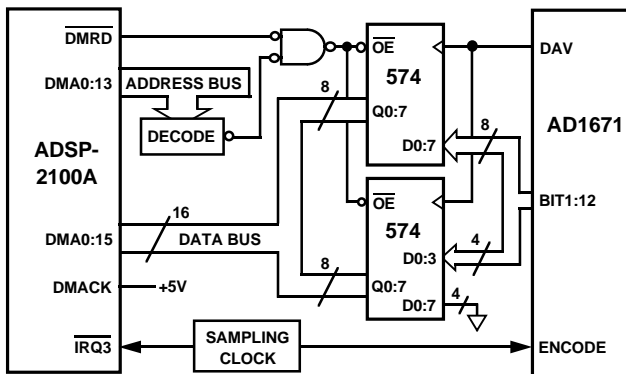 DMRD
DMA0:13
ADDRESS BUS
DECODE
ADSP-
2100A
DMA0:15
16
DATA BUS
DMACK
+5V
IRQ3
SAMPLING
CLOCK
8
8
OE
574
Q0:7
D0:7
OE
574
D0:3
Q0:7
D0:7
8
4
4
DAV
AD1671
BIT1:12
ENCODE